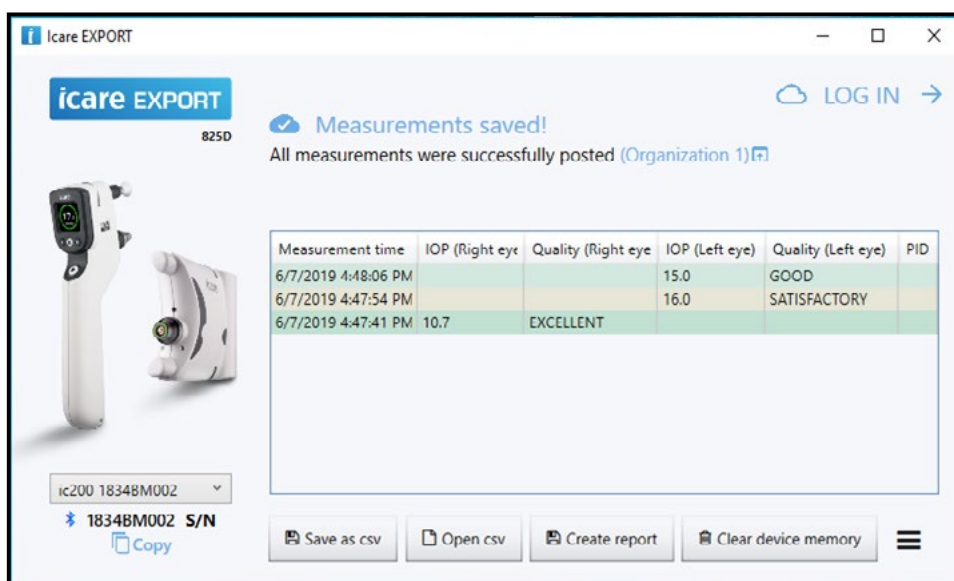 Icare EXPORT
icare EXPORT
825D
LOG IN
Measurements saved!
All measurements were successfully posted (Organization 1)
Measurement time IOP (Right eye Quality (Right eye IOP (Left eye) Quality (Left eye) PID
6/7/2019 4:48:06 PM 15.0 GOOD
6/7/2019 4:47:54 PM 16.0 SATISFACTORY
6/7/2019 4:47:41 PM 10.7 EXCELLENT
ic200 1834BM002
1834BM002 S/N
Copy
Save as csv Open csv Create report Clear device memory